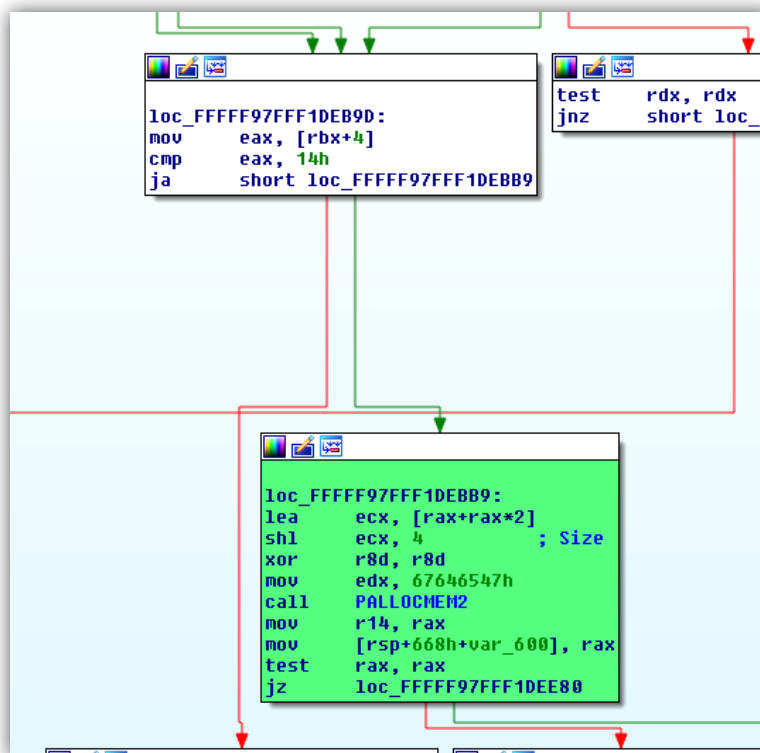 loc_FFFFF97FFF1DEB9D:
mov eax, [rbx+4]
cmp eax, 14h
ja short loc_FFFFF97FFF1DEBB9
test rdx, rdx
jnz short loc_
loc_FFFFF97FFF1DEBB9:
lea ecx, [rax+rax*2]
shl ecx, 4 ; Size
xor r8d, r8d
mov edx, 67646547h
call PALLOCMEM2
mov r14, rax
mov [rsp+668h+var_600], rax
test rax, rax
jz loc_FFFFF97FFF1DEE80